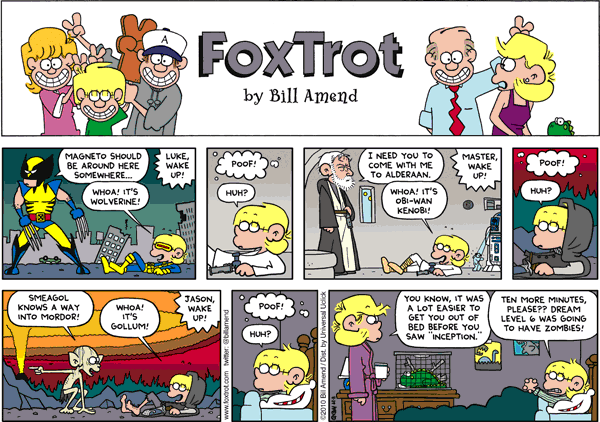 A
FOXTROT
by Bill Amend
MAGNETO SHOULD
BE AROUND HERE
SOMEWHERE...
WHOA! IT'S
WOLVERINE!
LUKE,
WAKE
UP!
POOF!
HUH?
I NEED YOU TO
COME WITH ME
TO ALDERAAN.
WHOA! IT'S
OBI-WAN
KENOBI!
MASTER,
WAKE
UP!
POOF!
HUH?
SMEAGOL
KNOWS A WAY
INTO MORDOR!
WHOA!
IT'S
GOLLUM!
JASON,
WAKE
UP!
www.foxtrot.com twitter: @billamend
POOF!
HUH?
©2010 Bill Amend / Dist. by Universal Uclick
YOU KNOW, IT WAS
A LOT EASIER TO
GET YOU OUT OF
BED BEFORE YOU
SAW "INCEPTION."
TEN MORE MINUTES,
PLEASE?? DREAM
LEVEL 6 WAS GOING
TO HAVE ZOMBIES!